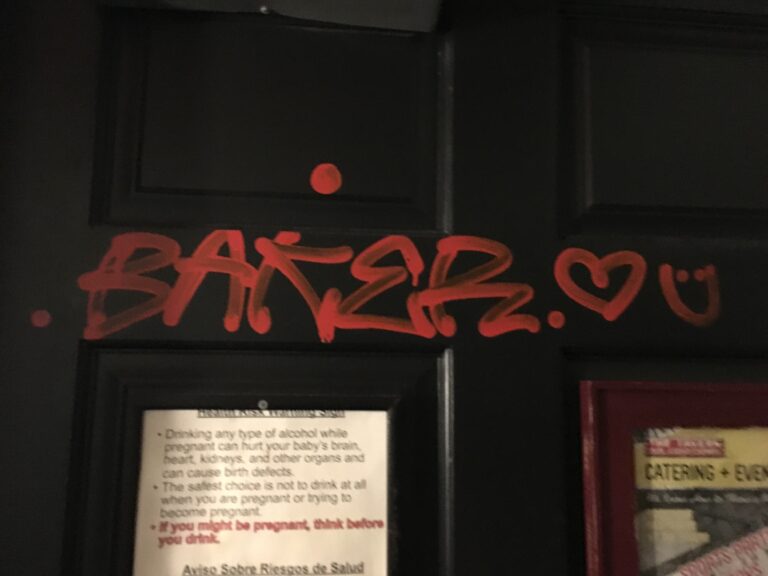 BAKER
Health Risk Warning Sign
• Drinking any type of alcohol while
pregnant can hurt your baby's brain,
heart, kidneys, and other organs and
can cause birth defects.
• The safest choice is not to drink at all
when you are pregnant or trying to
become pregnant.
• If you might be pregnant, think before
you drink.
Aviso Sobre Riesgos de Salud
CATERING + EVEN